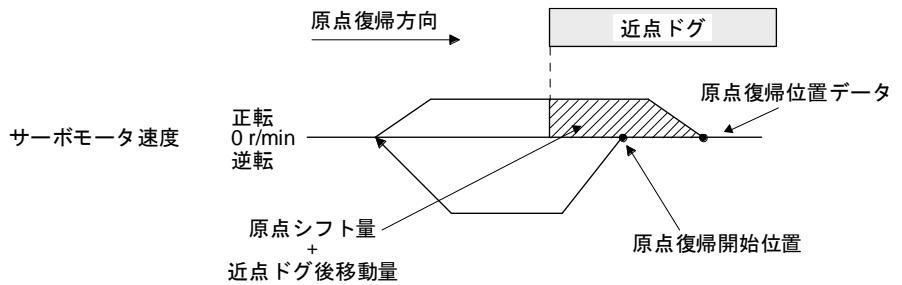 原点復帰方向
近点ドグ
原点復帰位置データ
サーボモータ速度
正転
0 r/min
逆転
原点シフト量
+
近点ドグ後移動量
原点復帰開始位置